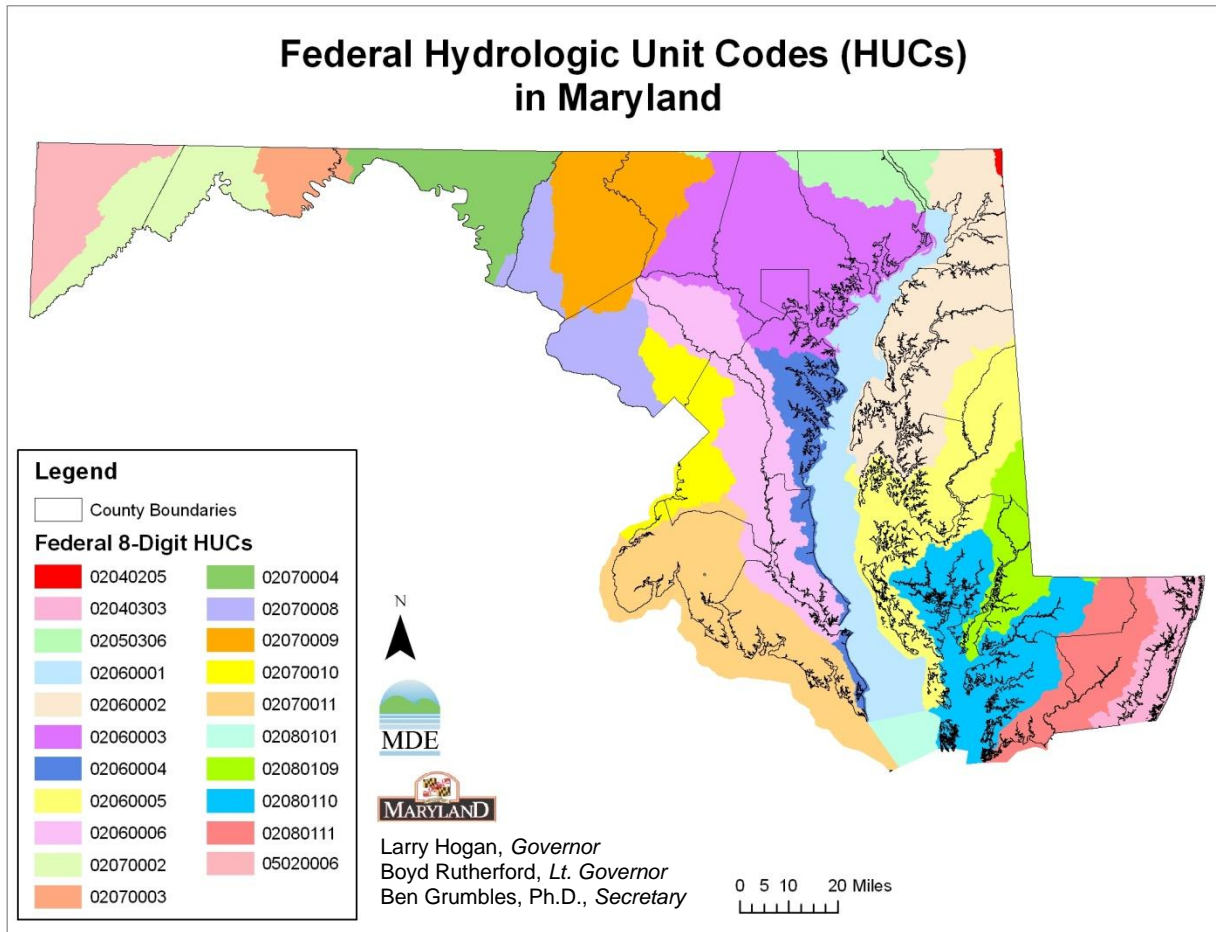 Federal Hydrologic Unit Codes (HUCs)
in Maryland
Legend
County Boundaries
Federal 8-Digit HUCs
02040205
02040303
02050306
02060001
02060002
02060003
02060004
02060005
02060006
02070002
02070003
02070004
02070008
02070009
02070010
02070011
02080101
02080109
02080110
02080111
05020006
N
MDE
MARYLAND
Larry Hogan, Governor
Boyd Rutherford, Lt. Governor
Ben Grumbles, Ph.D., Secretary
0 5 10 20 Miles